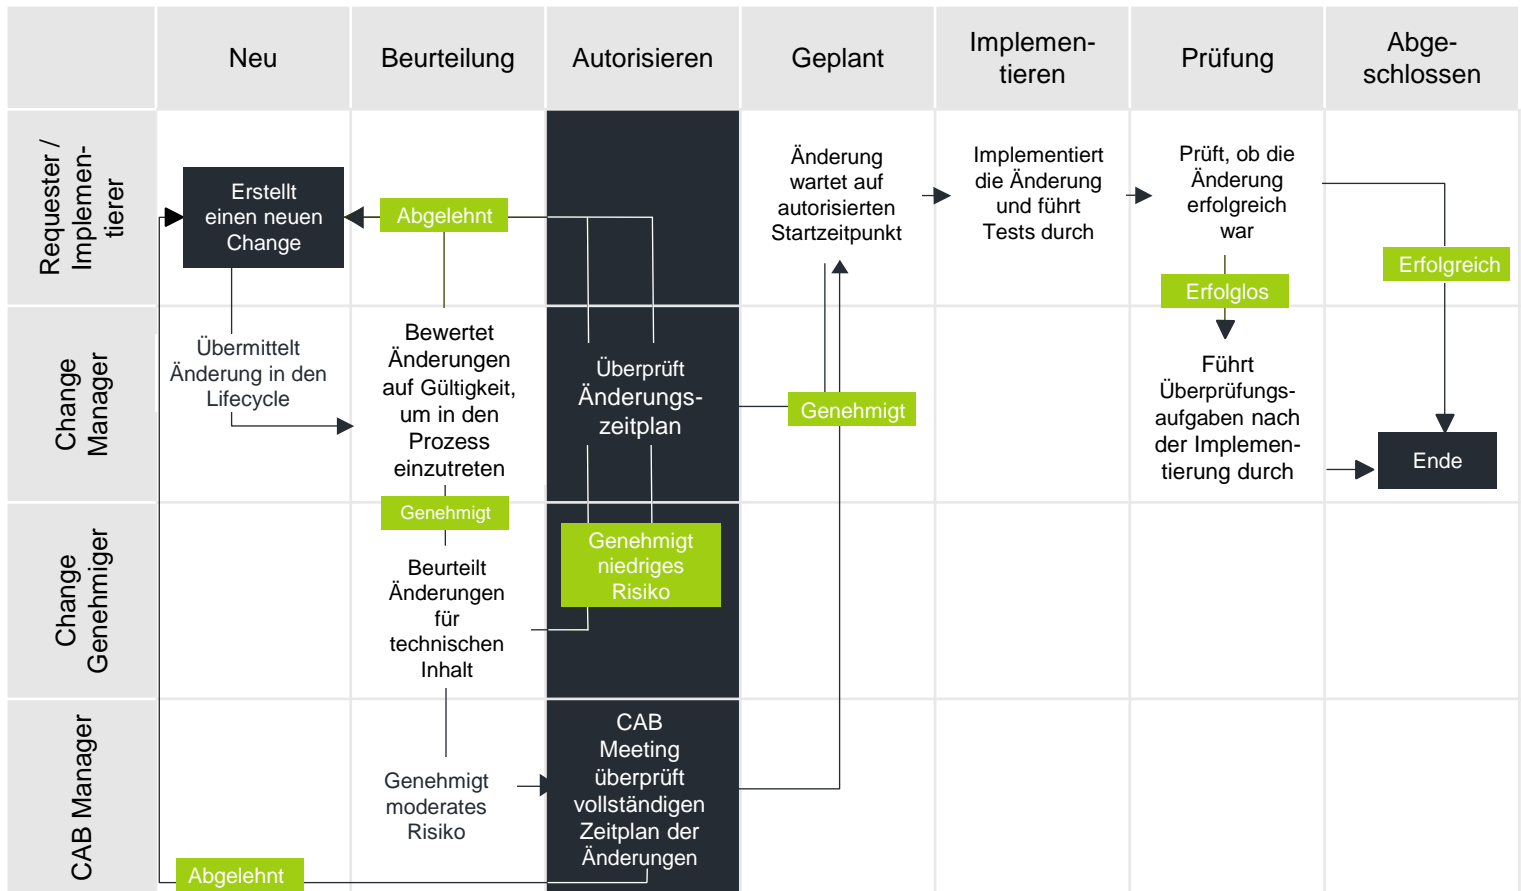 Neu
Beurteilung
Autorisieren
Geplant
Implemen-
tieren
Prüfung
Abge-
schlossen
Requester /
Implemen-
tierer
Erstellt
einen neuen
Change
Abgelehnt
Änderung
wartet auf
autorisierten
Startzeitpunkt
Implementiert
die Änderung
und führt
Tests durch
Prüft, ob die
Änderung
erfolgreich
war
Erfolglos
Erfolgreich
Change
Manager
Übermittelt
Änderung in den
Lifecycle
Bewertet
Änderungen
auf Gültigkeit,
um in den
Prozess
einzutreten
Überprüft
Änderungs-
zeitplan
Genehmigt
Führt
Überprüfungs-
aufgaben nach
der Implemen-
tierung durch
Ende
Genehmigt
Change
Genehmiger
Beurteilt
Änderungen
für
technischen
Inhalt
Genehmigt
niedriges
Risiko
CAB Manager
Genehmigt
moderates
Risiko
CAB
Meeting
überprüft
vollständigen
Zeitplan der
Änderungen
Abgelehnt